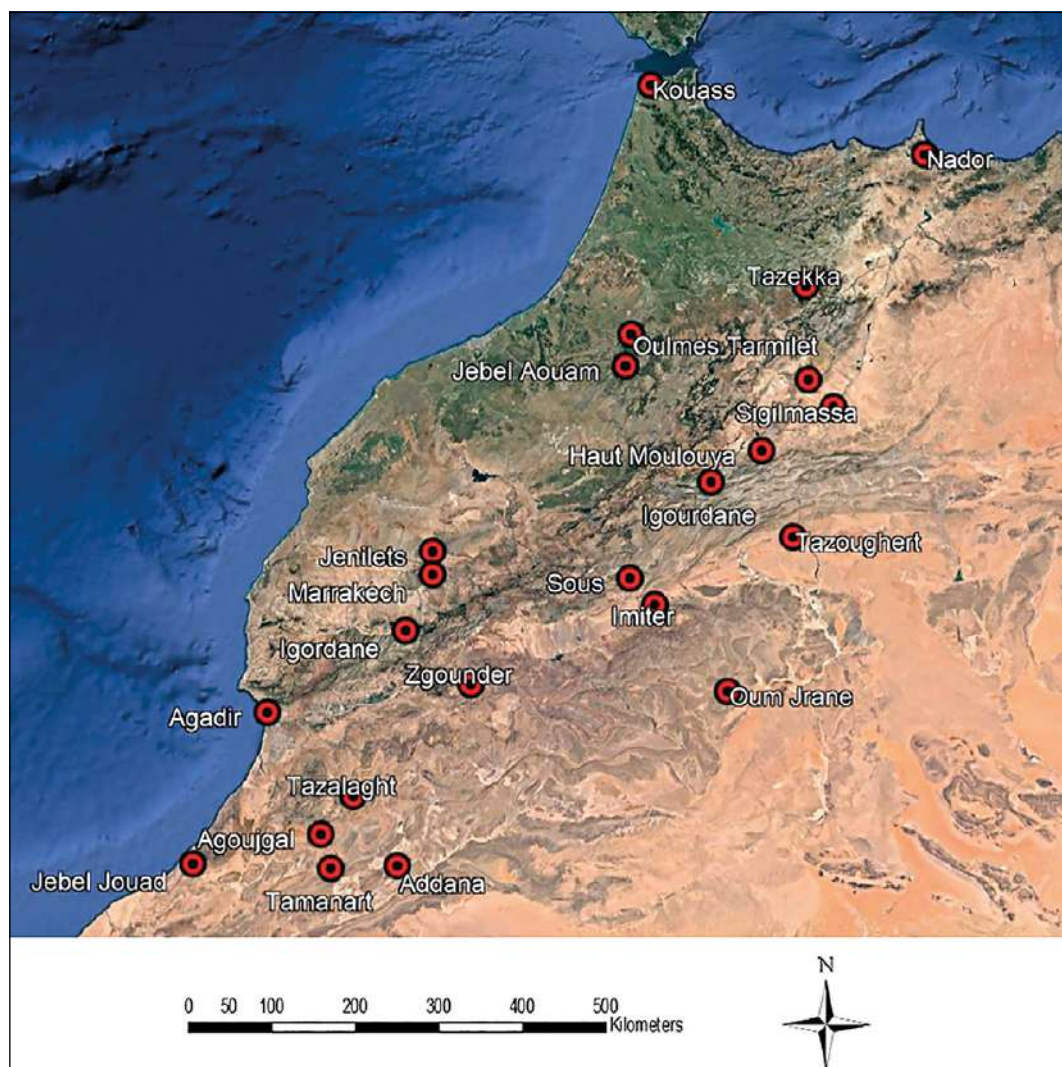 Kouass
Nador
Tazekka
Oulmes Tarmilet
Jebel Aouam
Sigilmassa
Haut Moulouya
Igourdane
Tazoughert
Jenilets
Marrakech
Sous
Imiter
Igordane
Zgounder
Oum Jrane
Agadir
Tazalaght
Agoujgal
Jebel Jouad
Addana
Tamanart
N
0 50 100 200 300 400 500
Kilometers